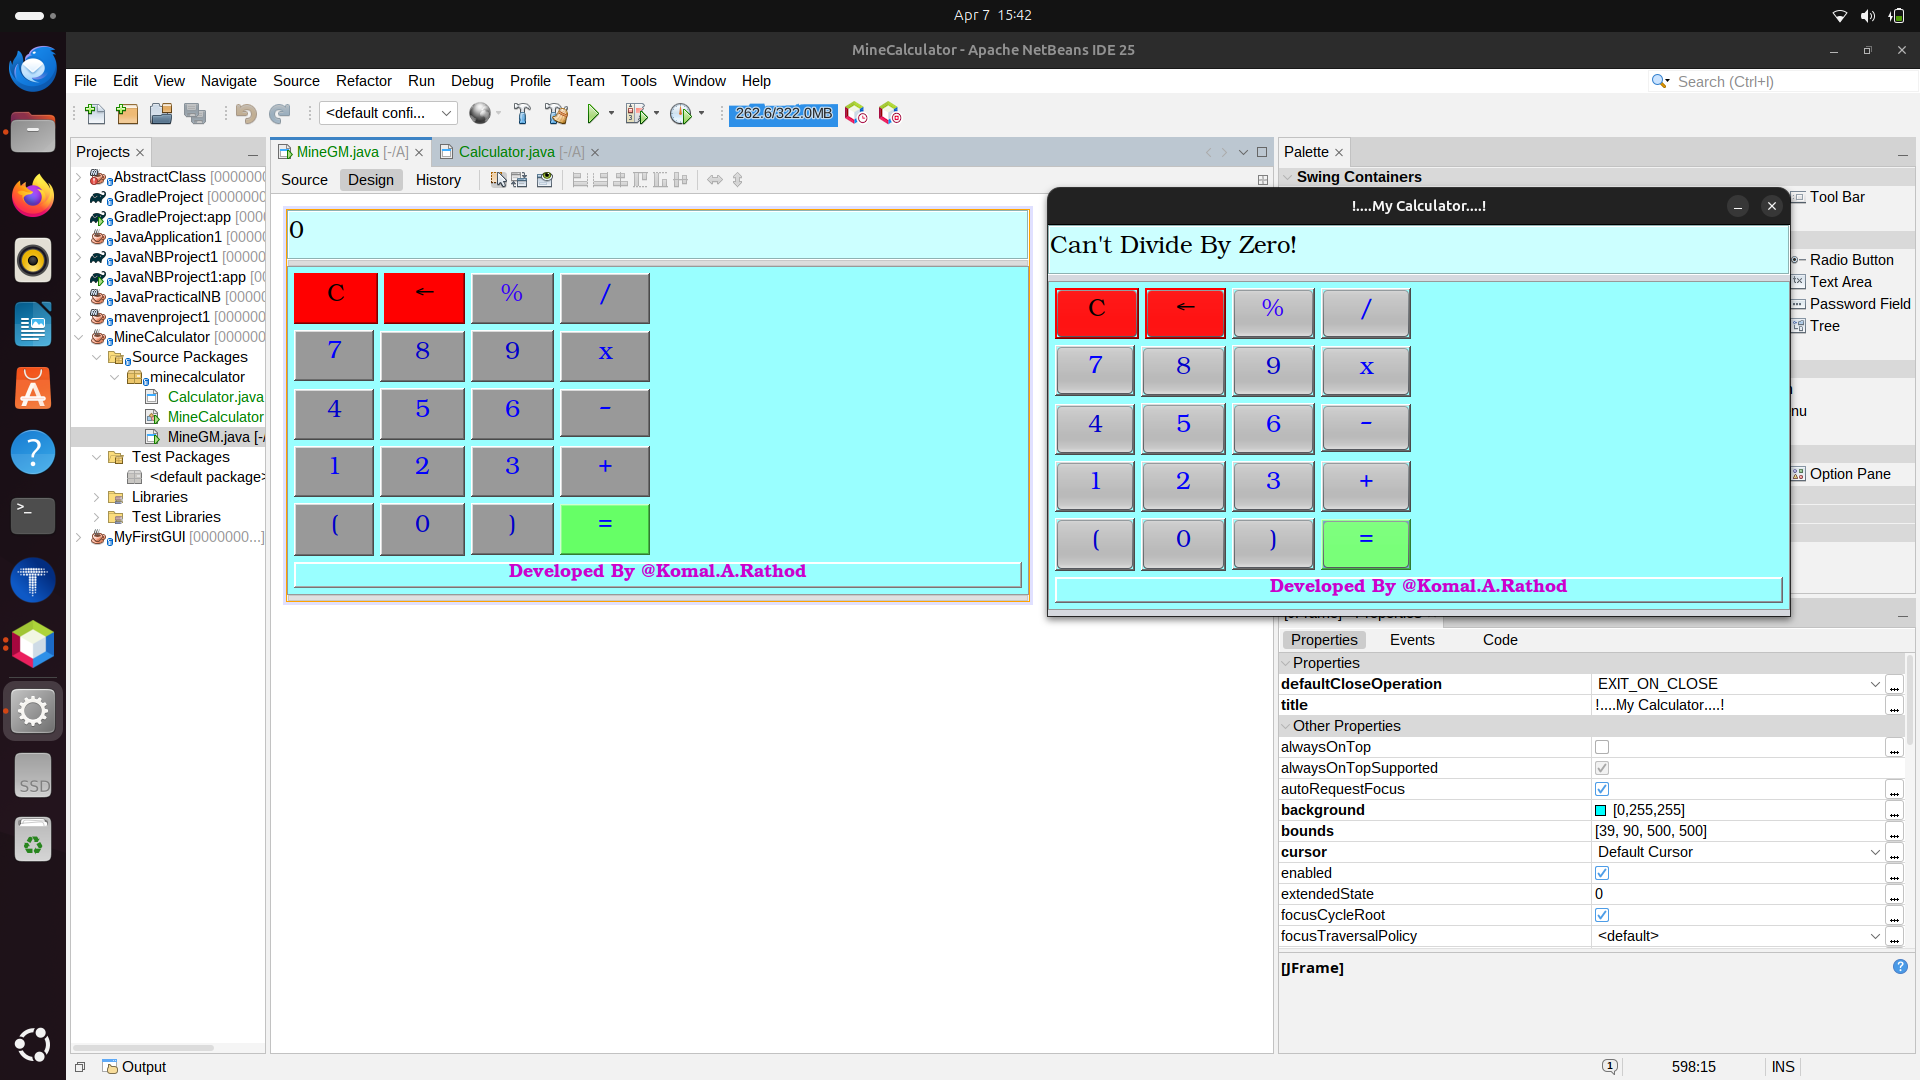 Apr 7 15:42
MineCalculator - Apache NetBeans IDE 25
File Edit View Navigate Source Refactor Run Debug Profile Team Tools Window Help
Search (Ctrl+I)
<default confi...
262.6/322.0MB
Projects
AbstractClass [0000000
GradleProject [0000000
GradleProject:app [000
JavaApplication1 [0000
JavaNBProject1 [00000
JavaNBProject1:app [00
JavaPracticalNB [00000
mavenproject1 [00000
MineCalculator [000000
Source Packages
minecalculator
Calculator.java
MineCalculator
MineGM.java [-/
Test Packages
<default package>
Libraries
Test Libraries
MyFirstGUI [0000000...]
MineGM.java [-/A]
Calculator.java [-/A]
Source Design History
0
C ← % /
7 8 9 x
4 5 6 -
1 2 3 +
( 0 ) =
Developed By @Komal.A.Rathod
!....My Calculator....!
Can't Divide By Zero!
C ← % /
7 8 9 x
4 5 6 -
1 2 3 +
( 0 ) =
Developed By @Komal.A.Rathod
Palette
Swing Containers
Tool Bar
Radio Button
Text Area
Password Field
Tree
nu
Option Pane
Properties Events Code
Properties
defaultCloseOperation EXIT_ON_CLOSE
title !....My Calculator....!
Other Properties
alwaysOnTop
alwaysOnTopSupported
autoRequestFocus
background [0,255,255]
bounds [39, 90, 500, 500]
cursor Default Cursor
enabled
extendedState 0
focusCycleRoot
focusTraversalPolicy <default>
[JFrame]
SSD
Output
1
598:15
INS